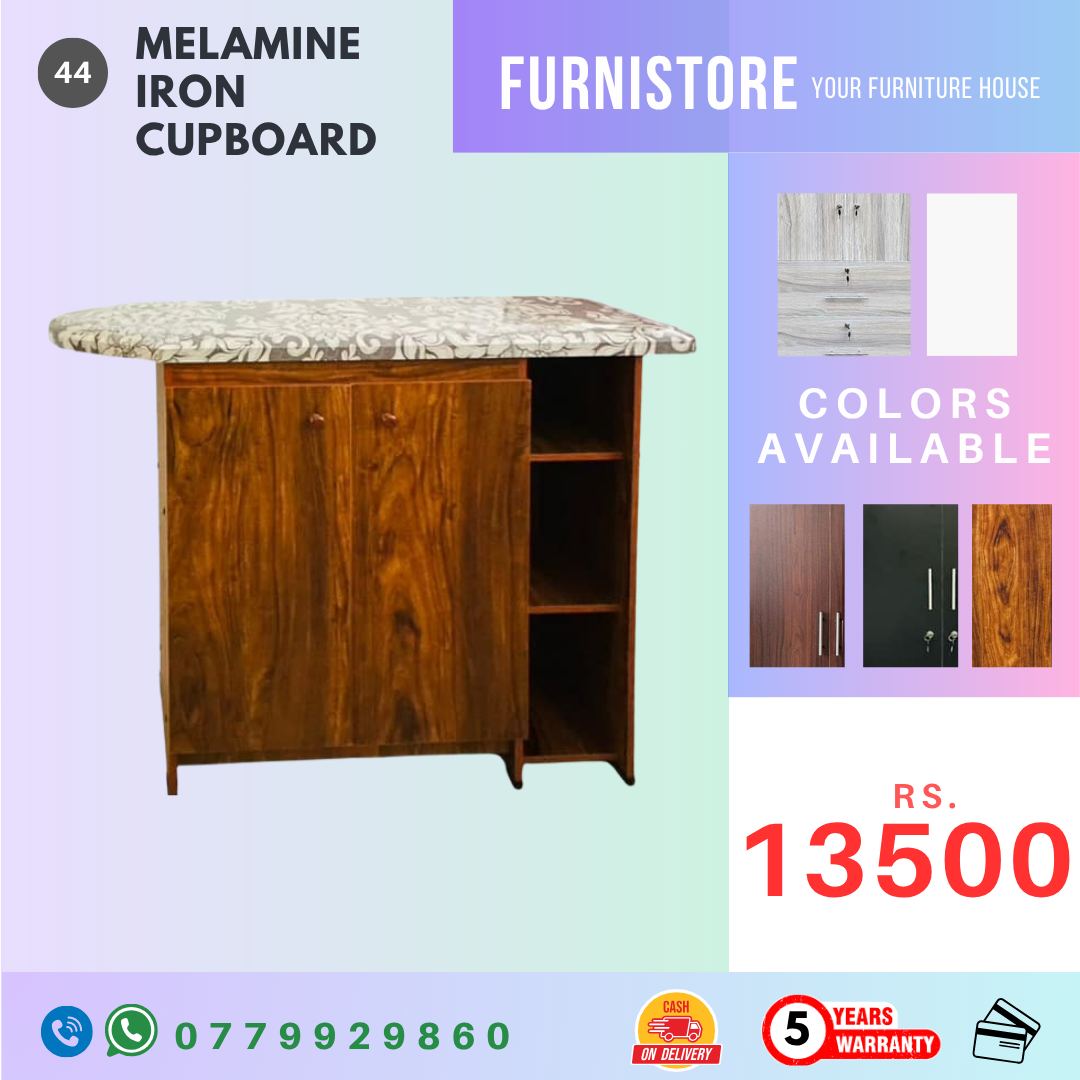 44
MELAMINE
IRON
CUPBOARD
FURNISTORE YOUR FURNITURE HOUSE
COLORS
AVAILABLE
RS.
13500
0779929860
CASH
ON DELIVERY
5 YEARS
WARRANTY